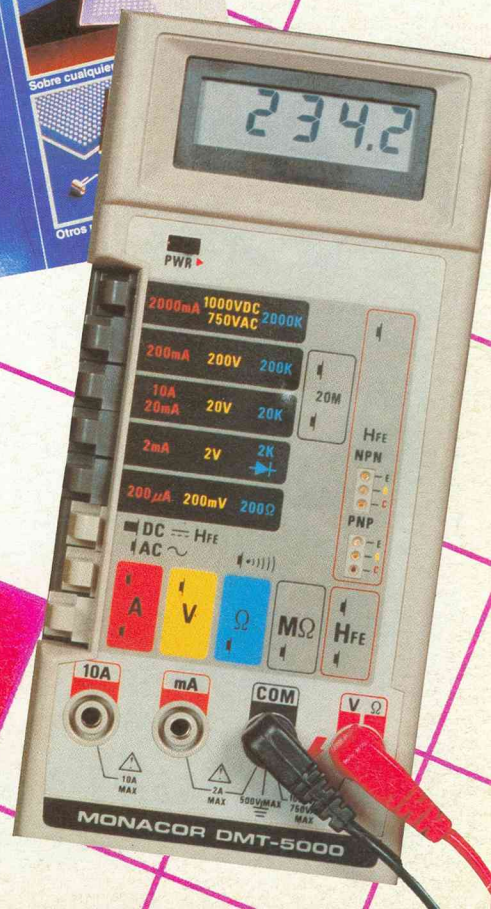 Sobre cualquier
Otros
234.2
PWR
2000mA 1000VDC 750VAC 2000K
200mA 200V 200K
10A 20mA 20V 20K
20M
2mA 2V 2K
200µA 200mV 200Ω
HFE
NPN
E
C
PNP
E
C
DC HFE
AC
A V Ω MΩ HFE
10A mA COM V Ω
10A MAX
2A MAX
500V MAX
750V MAX
MONACOR DMT-5000